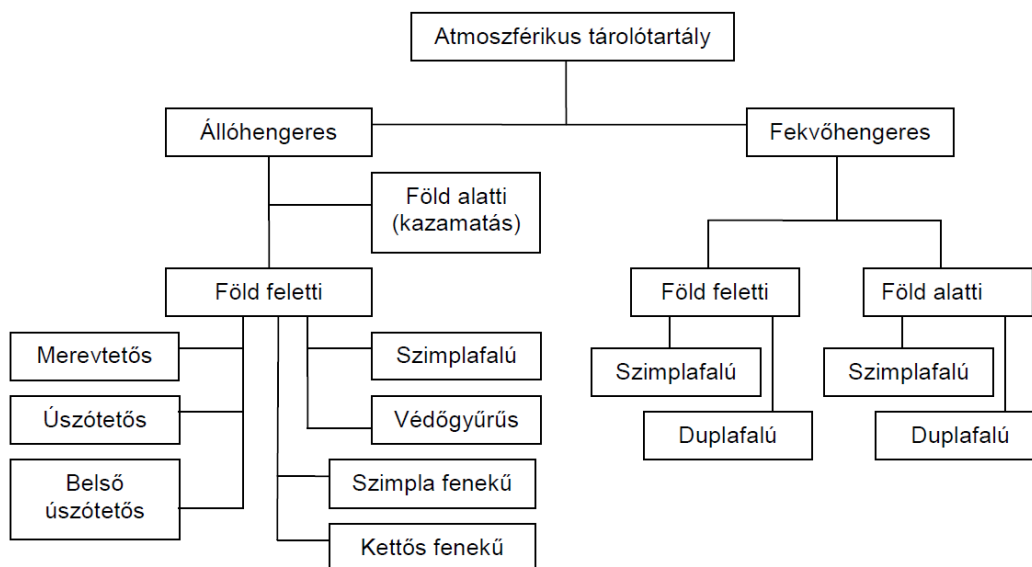 Atmoszférikus tárolótartály
Állóhengeres
Fekvőhengeres
Föld alatti
(kazamatás)
Föld feletti
Föld feletti
Föld alatti
Merevtetős
Szimplafalú
Szimplafalú
Szimplafalú
Úszótetős
Védőgyűrűs
Duplafalú
Duplafalú
Belső
úszótetős
Szimpla fenekű
Kettős fenekű